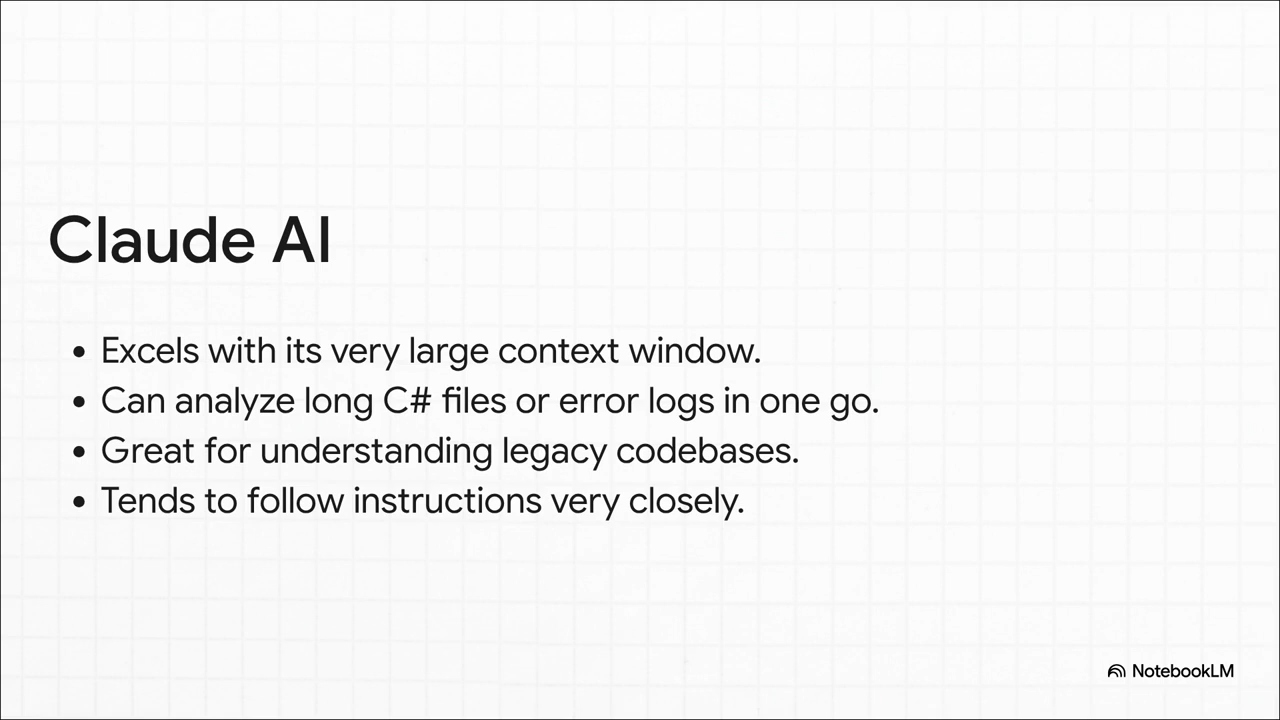 Claude AI
• Excels with its very large context window.
• Can analyze long C# files or error logs in one go.
• Great for understanding legacy codebases.
• Tends to follow instructions very closely.
NotebookLM